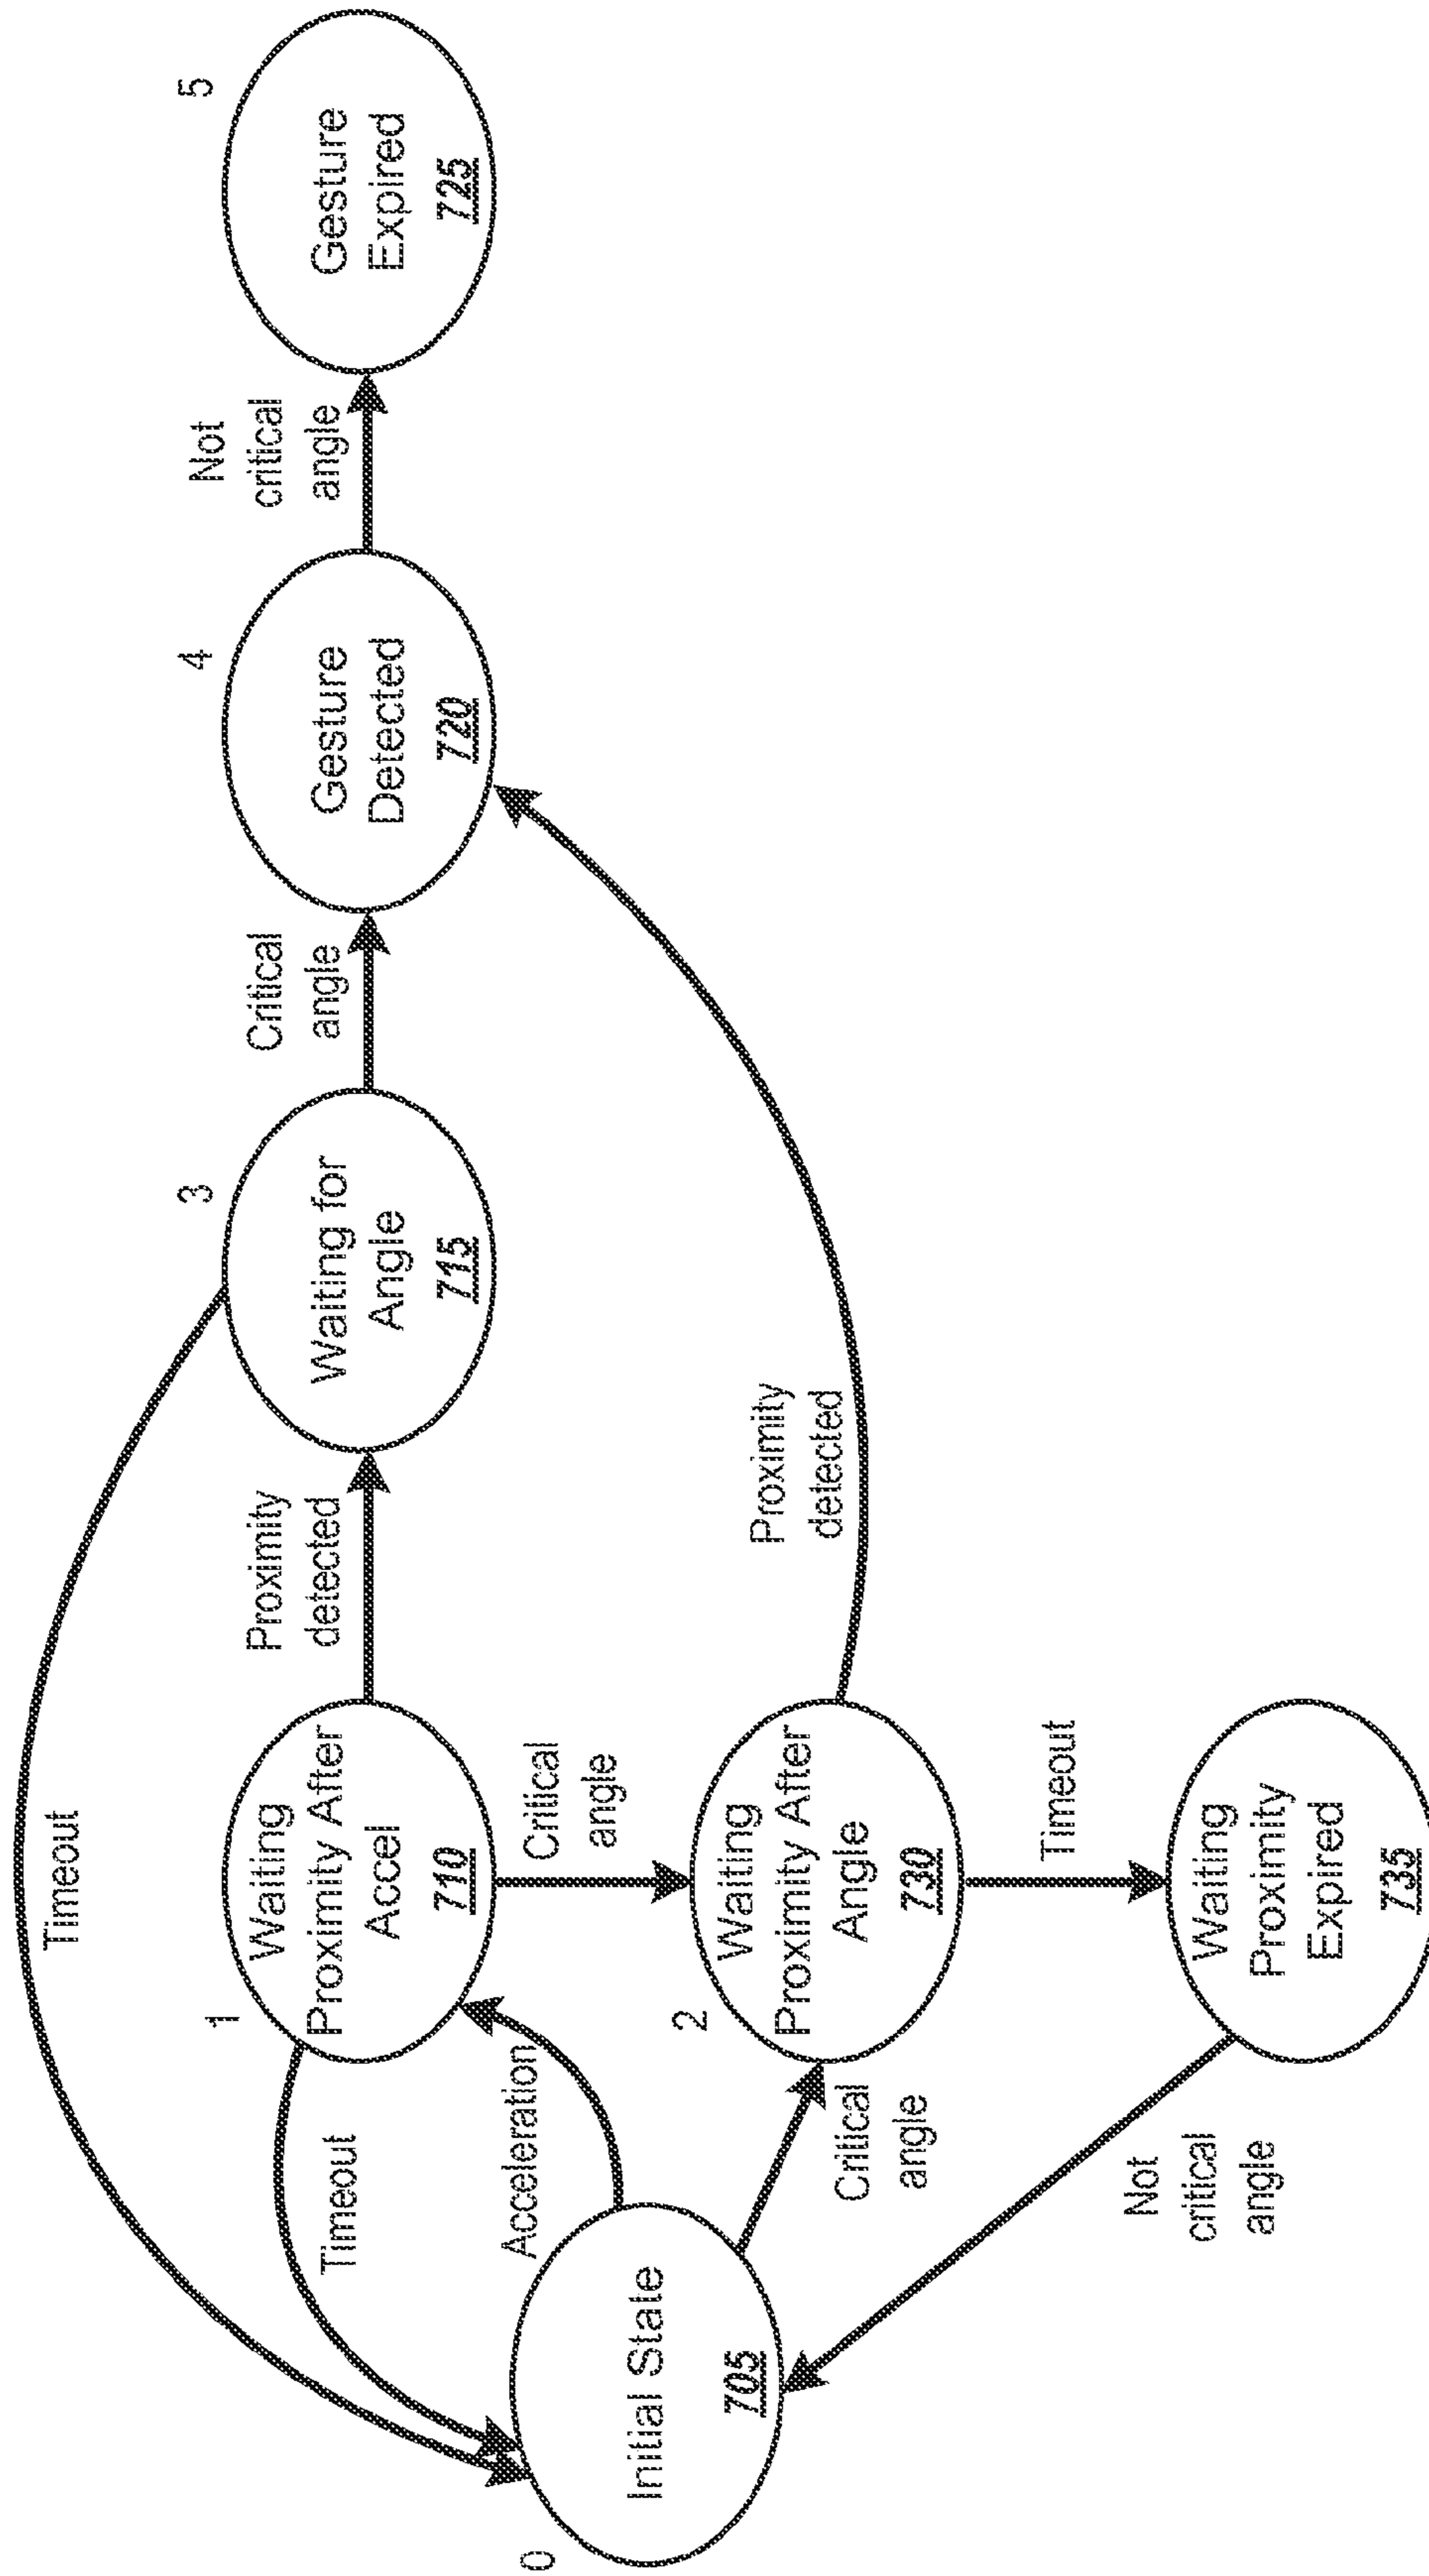 Timeout
0
Initial State
705
Timeout
Acceleration
Critical
angle
Not
critical
angle
1
Waiting
Proximity After
Accel
710
Critical
angle
2
Waiting
Proximity After
Angle
730
Timeout
Waiting
Proximity
Expired
735
Proximity
detected
Proximity
detected
3
Waiting for
Angle
715
Critical
angle
4
Gesture
Detected
720
Not
critical
angle
5
Gesture
Expired
725